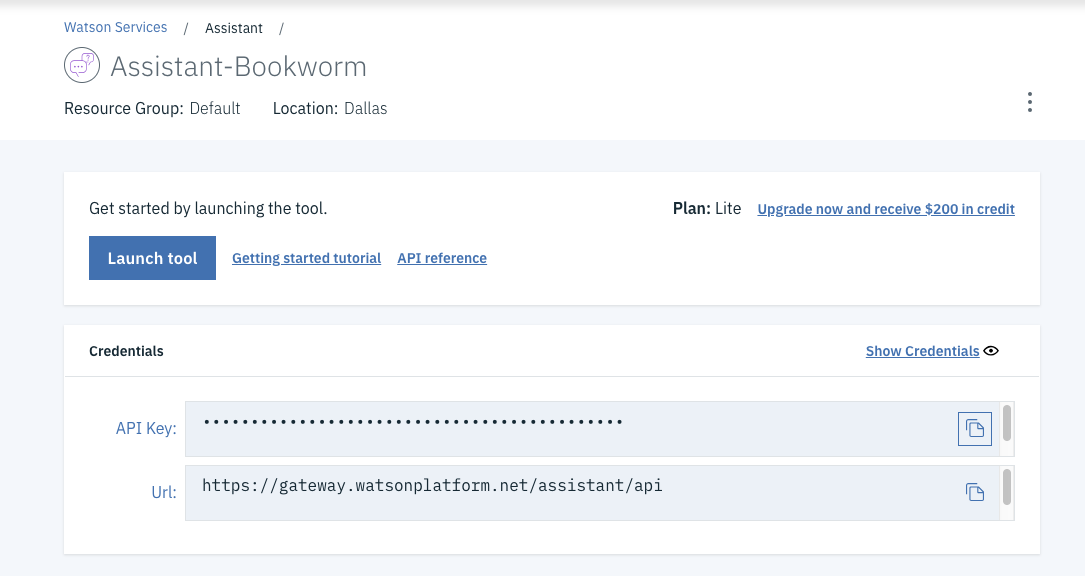 Watson Services / Assistant /
Assistant-Bookworm
Resource Group: Default Location: Dallas
Get started by launching the tool.
Plan: Lite Upgrade now and receive $200 in credit
Launch tool Getting started tutorial API reference
Credentials Show Credentials
API Key: ••••••••••••••••••••••••••••••••••••••••••••
Url: https://gateway.watsonplatform.net/assistant/api